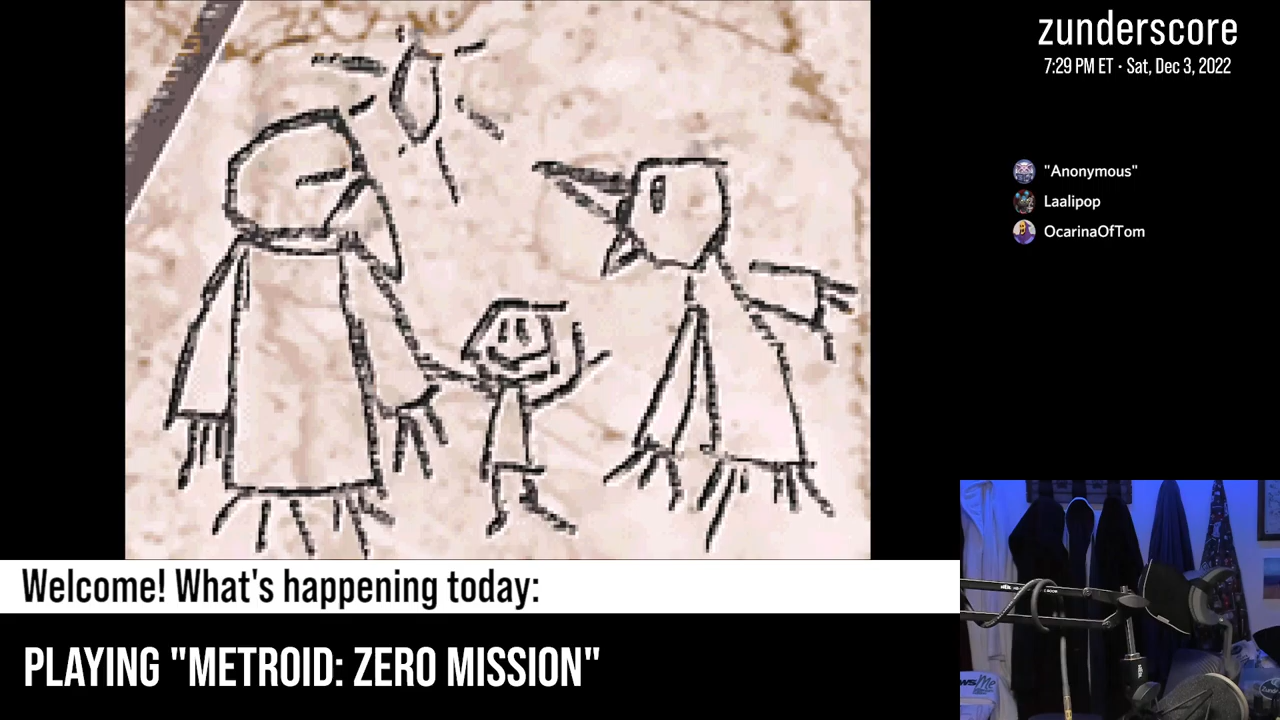 zunderscore
7:29 PM ET · Sat, Dec 3, 2022
"Anonymous"
Laalipop
OcarinaOfTom
Welcome! What's happening today:
PLAYING "METROID: ZERO MISSION"